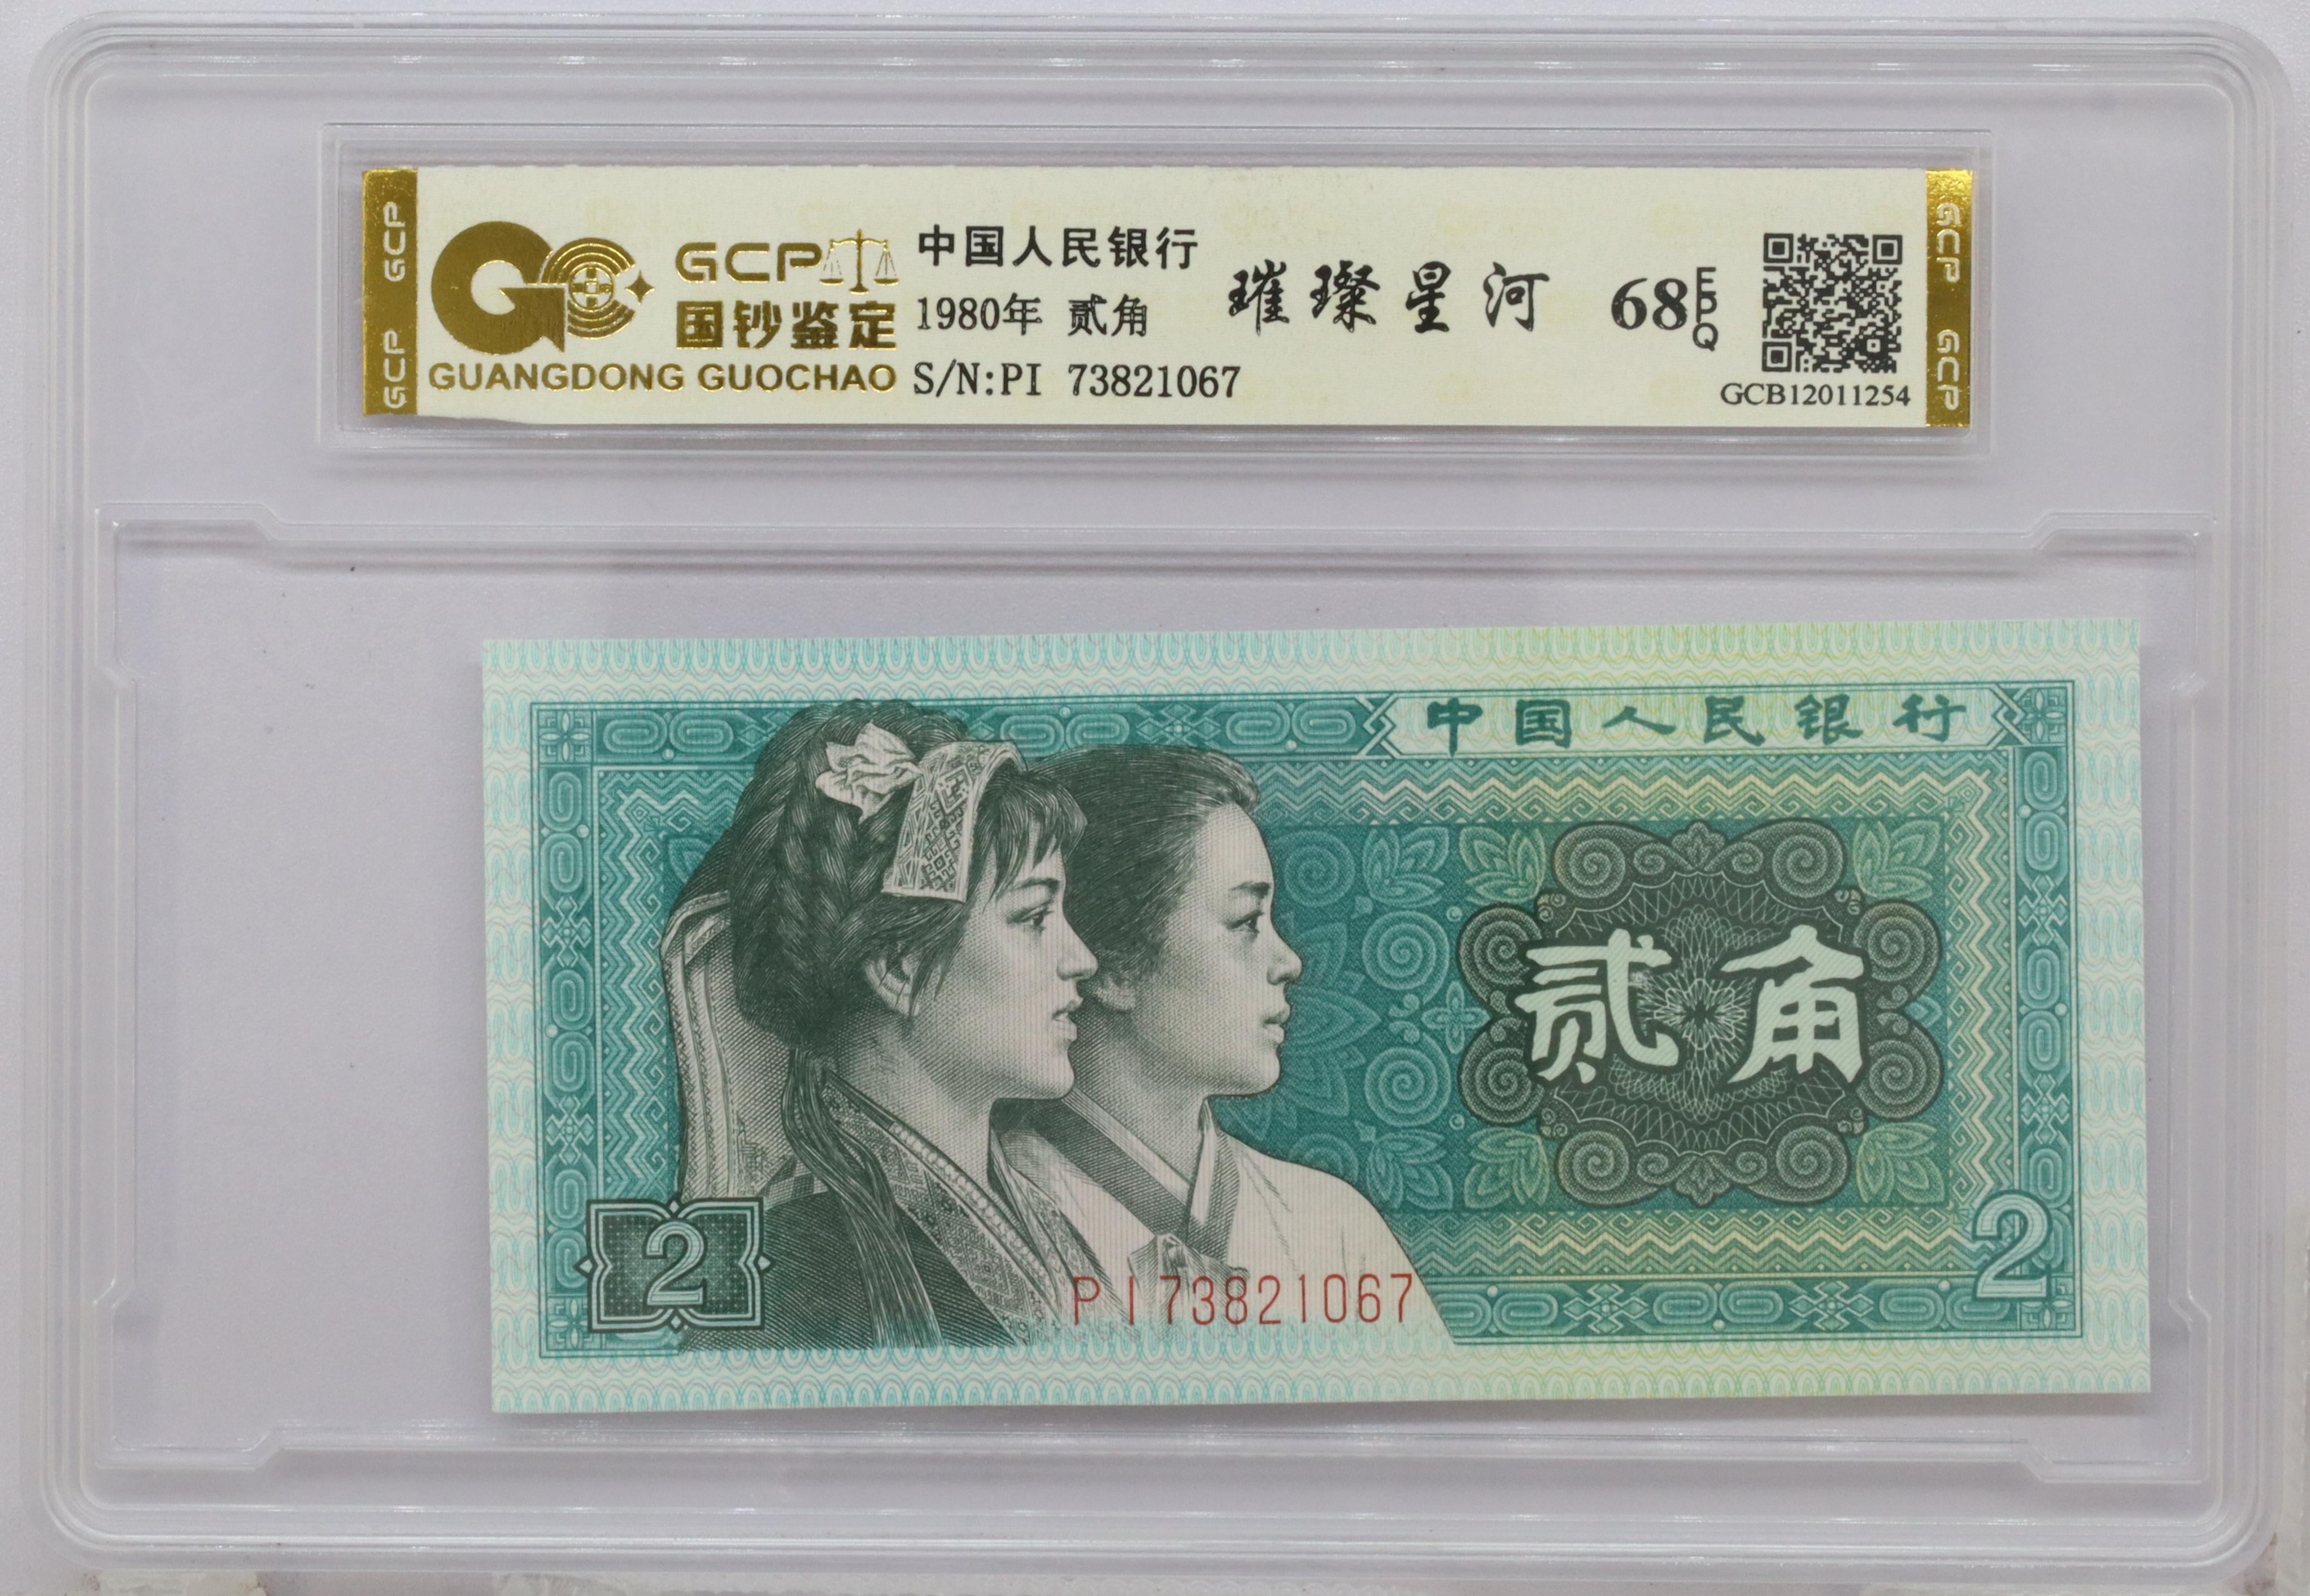 GCP GCP
GCP
国钞鉴定
GUANGDONG GUOCHAO
中国人民银行
1980年 贰角
S/N:PI 73821067
璀璨星河
68 EPQ
GCB12011254
GCP GCP
中国人民银行
贰角
2
2
PI73821067